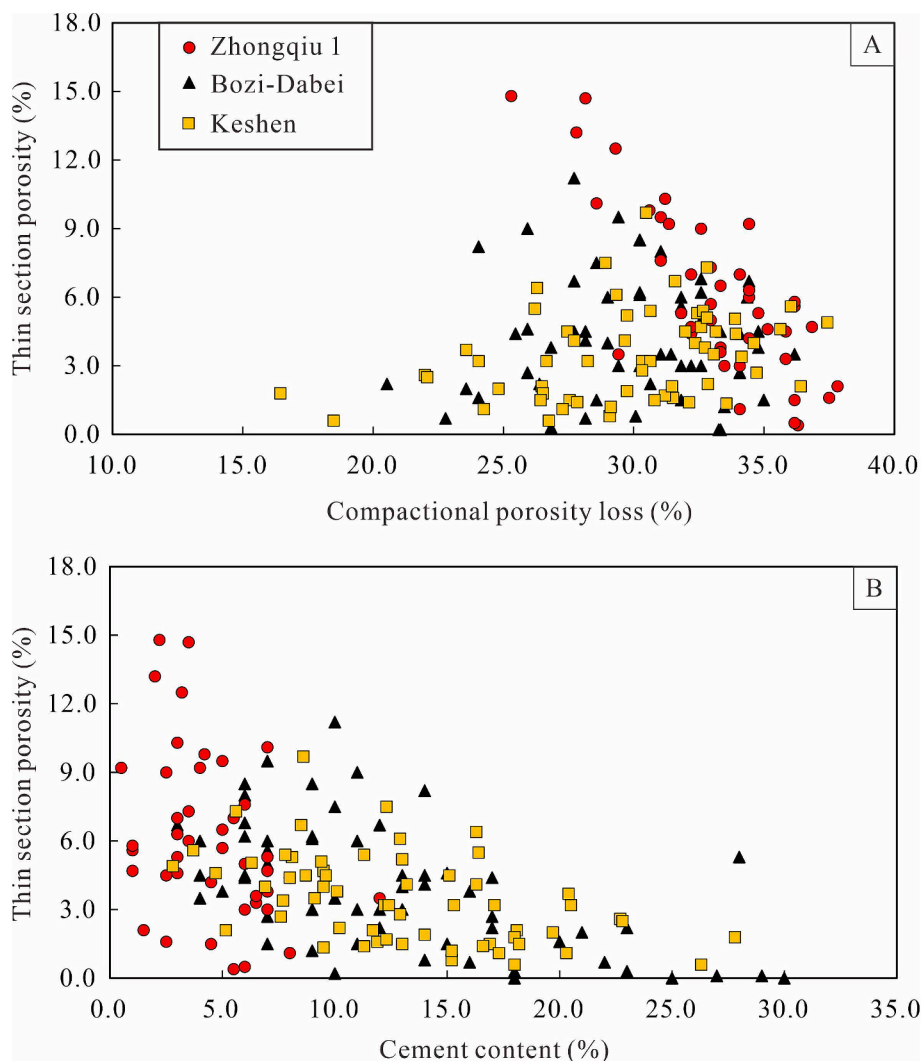 18.0
15.0
12.0
9.0
6.0
3.0
0.0
Thin section porosity (%)
Zhongqiu 1
Bozi-Dabei
Keshen
A
10.0 15.0 20.0 25.0 30.0 35.0 40.0
Compactional porosity loss (%)
18.0
15.0
12.0
9.0
6.0
3.0
0.0
Thin section porosity (%)
B
0.0 5.0 10.0 15.0 20.0 25.0 30.0 35.0
Cement content (%)